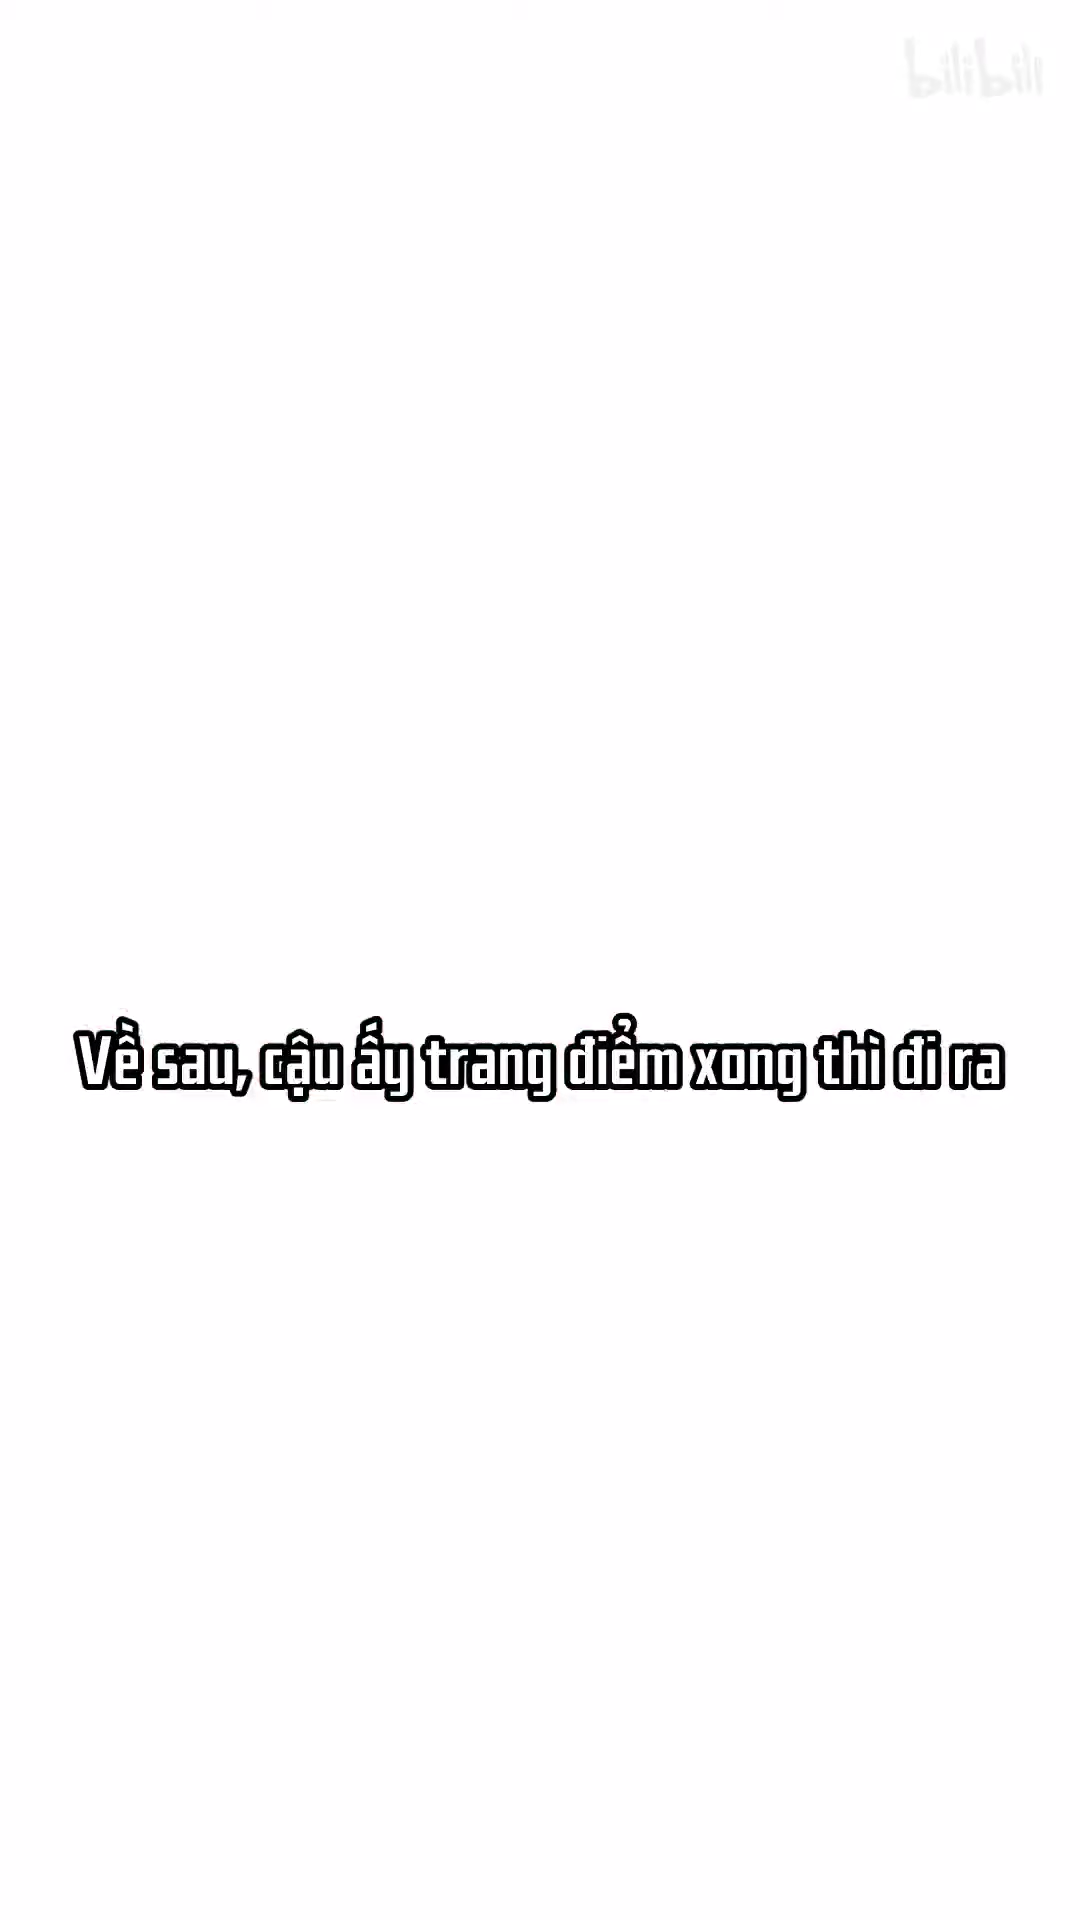 bilibili
Về sau, cậu ấy trang điểm xong thì đi ra